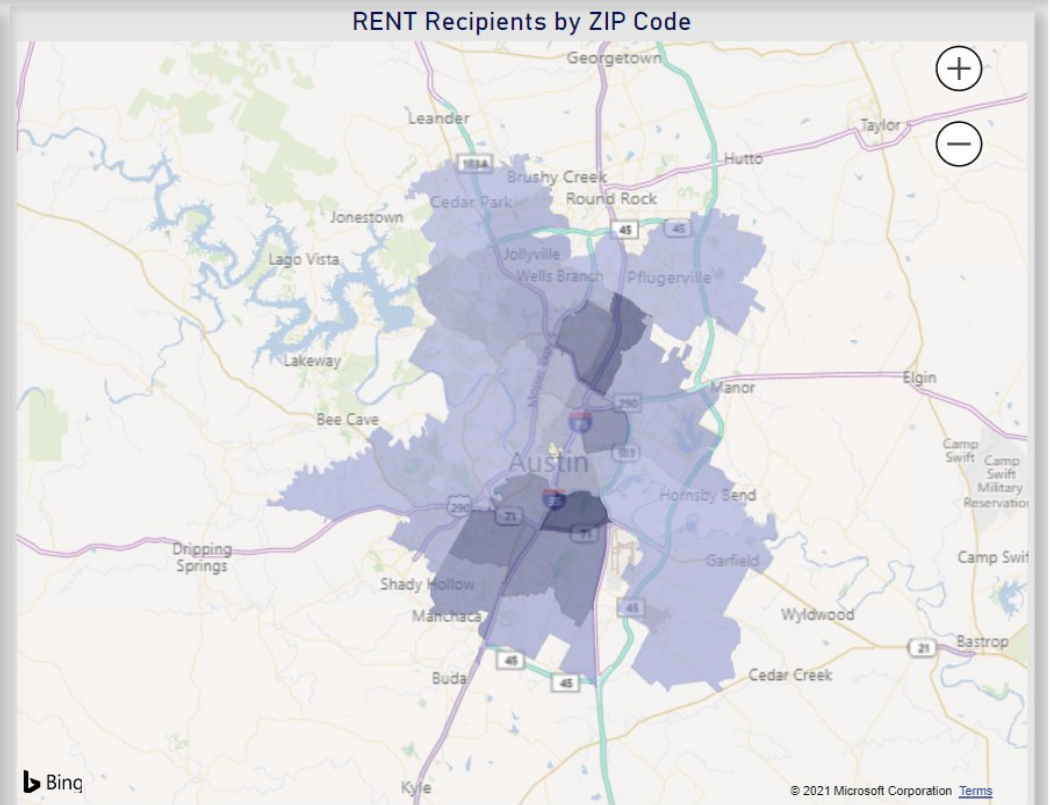 RENT Recipients by ZIP Code
Georgetown
Leander
Taylor
183A
Hutto
Brushy Creek
Cedar Park
Round Rock
Jonestown
45
45
Jollyville
Lago Vista
Wells Branch
Pflugerville
Lakeway
Elgin
Manor
290
Bee Cave
35
Camp
Swift
183
Camp
Swift
Military
Reservation
Austin
Hornsby Bend
35
290
71
71
Dripping
Springs
Garfield
Camp Swif
Shady Hollow
45
Manchaca
Wyldwood
21
Bastrop
45
Buda
45
Cedar Creek
Bing
Kyle
© 2021 Microsoft Corporation Terms